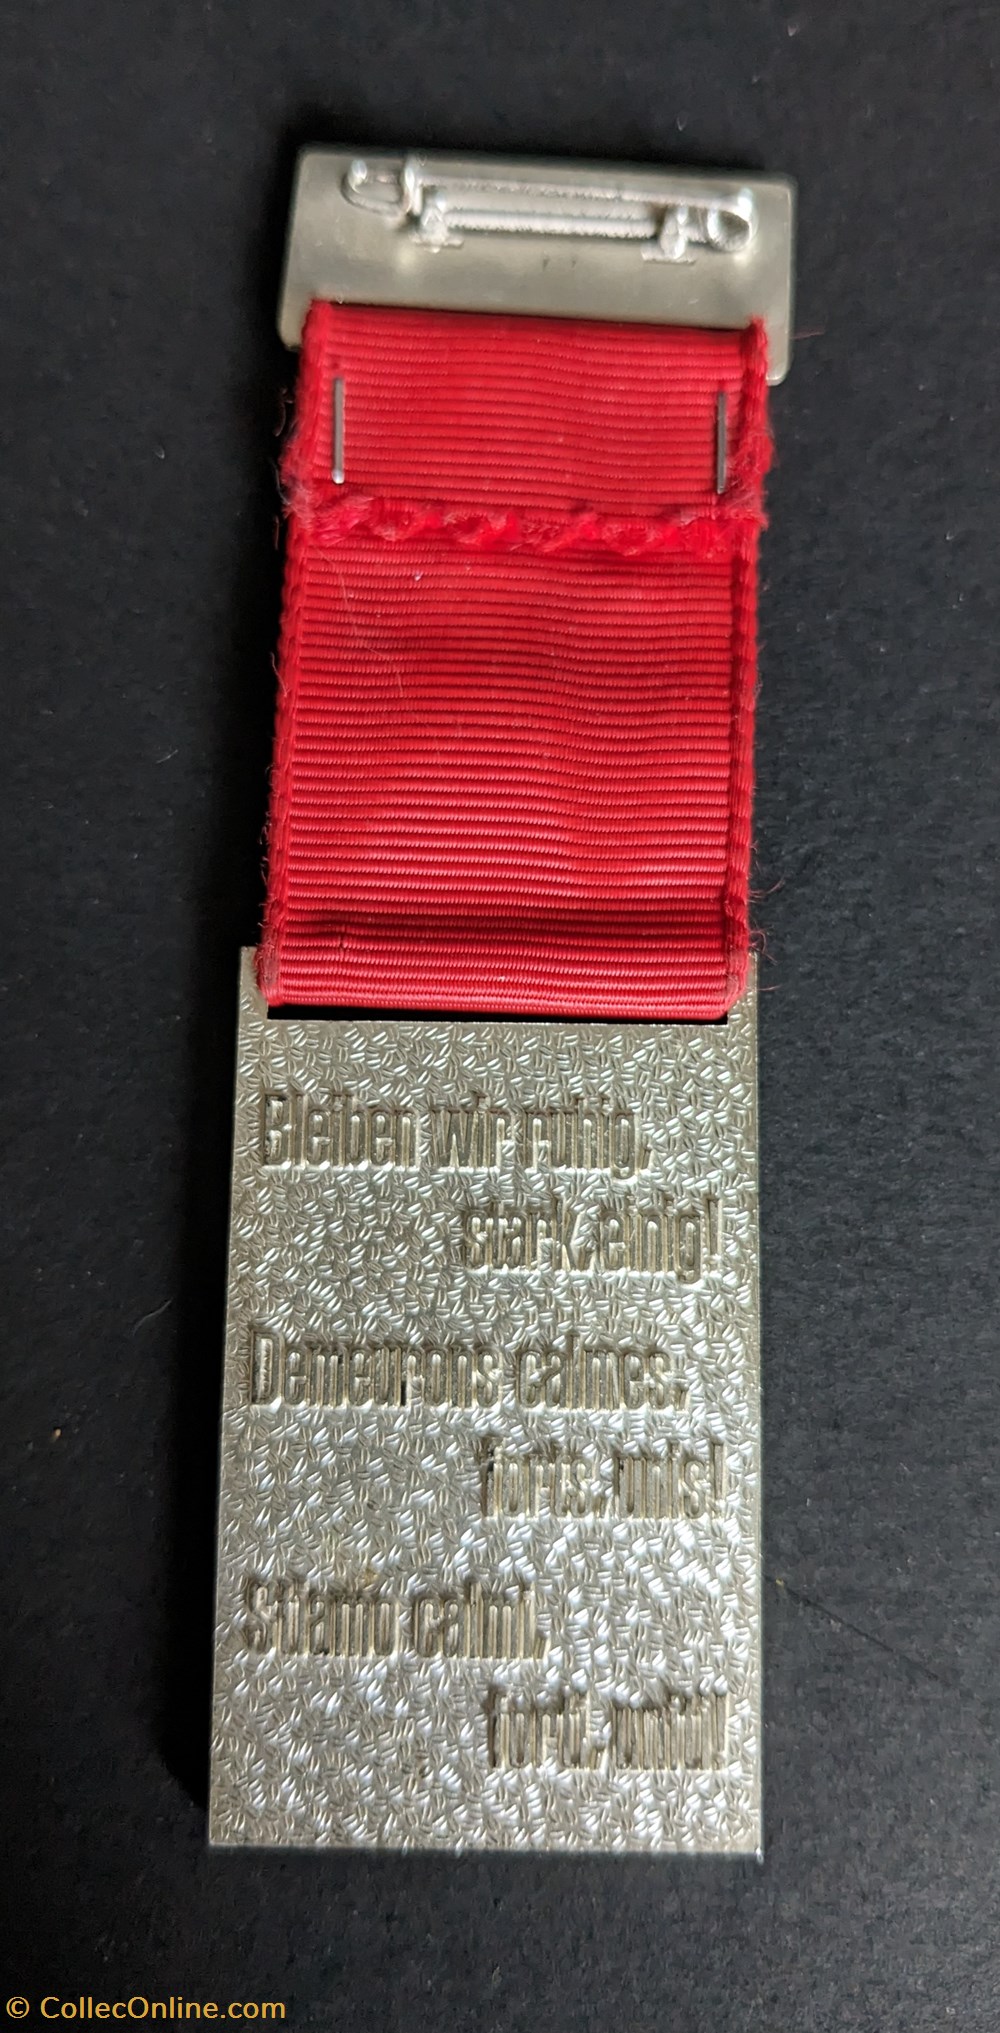 Bleiben wir ruhig,
stark, einig!
Demeurons calmes,
forts, unis!
Stiamo calmi,
forti, uniti!
© CollecOnline.com